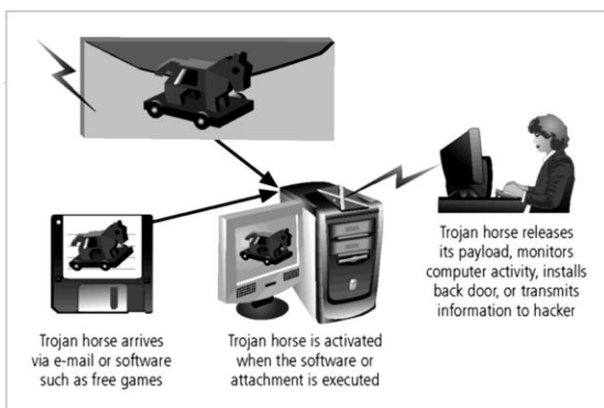 Trojan horse arrives
via e-mail or software
such as free games
Trojan horse is activated
when the software or
attachment is executed
Trojan horse releases
its payload, monitors
computer activity, installs
back door, or transmits
information to hacker